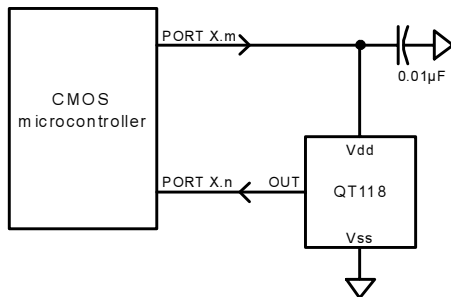 PORT X.m
0.01µF
CMOS
microcontroller
Vdd
PORT X.n
OUT
QT118
Vss